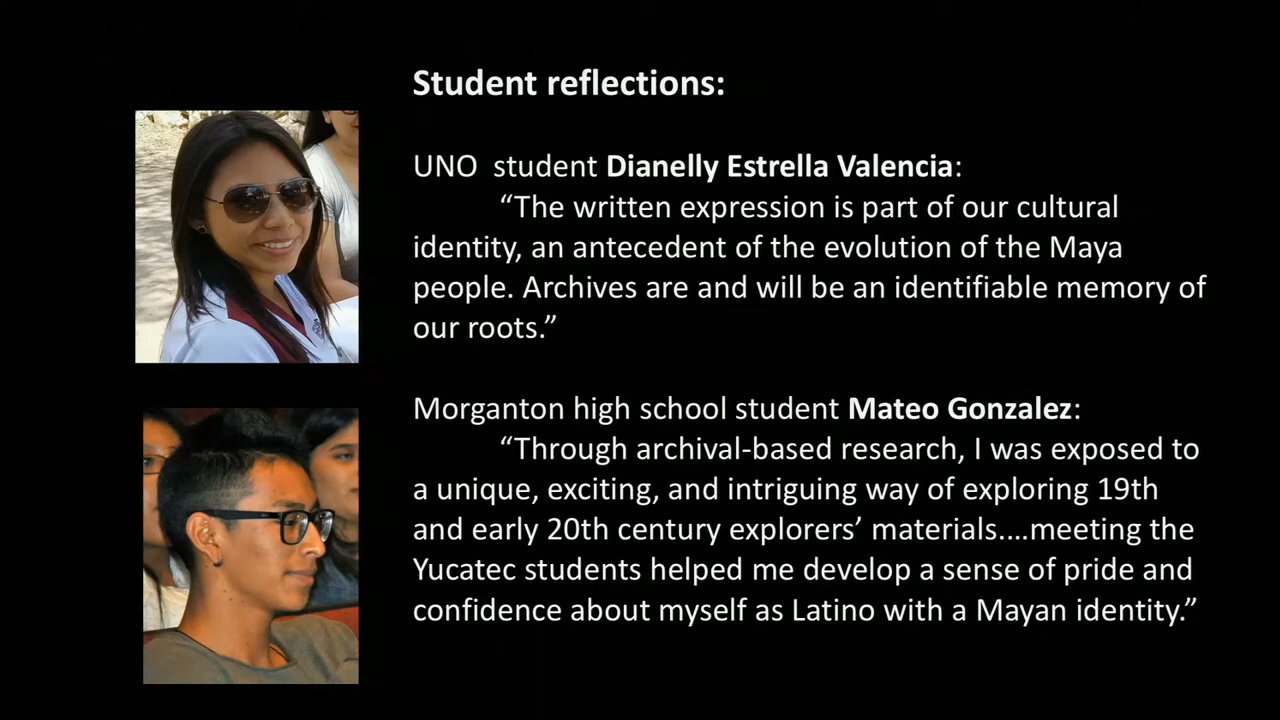 Student reflections:
UNO  student Dianelly Estrella Valencia:
“The written expression is part of our cultural
identity, an antecedent of the evolution of the Maya
people. Archives are and will be an identifiable memory of
our roots.”
Morganton high school student Mateo Gonzalez:
“Through archival-based research, I was exposed to
a unique, exciting, and intriguing way of exploring 19th
and early 20th century explorers’ materials....meeting the
Yucatec students helped me develop a sense of pride and
confidence about myself as Latino with a Mayan identity.”